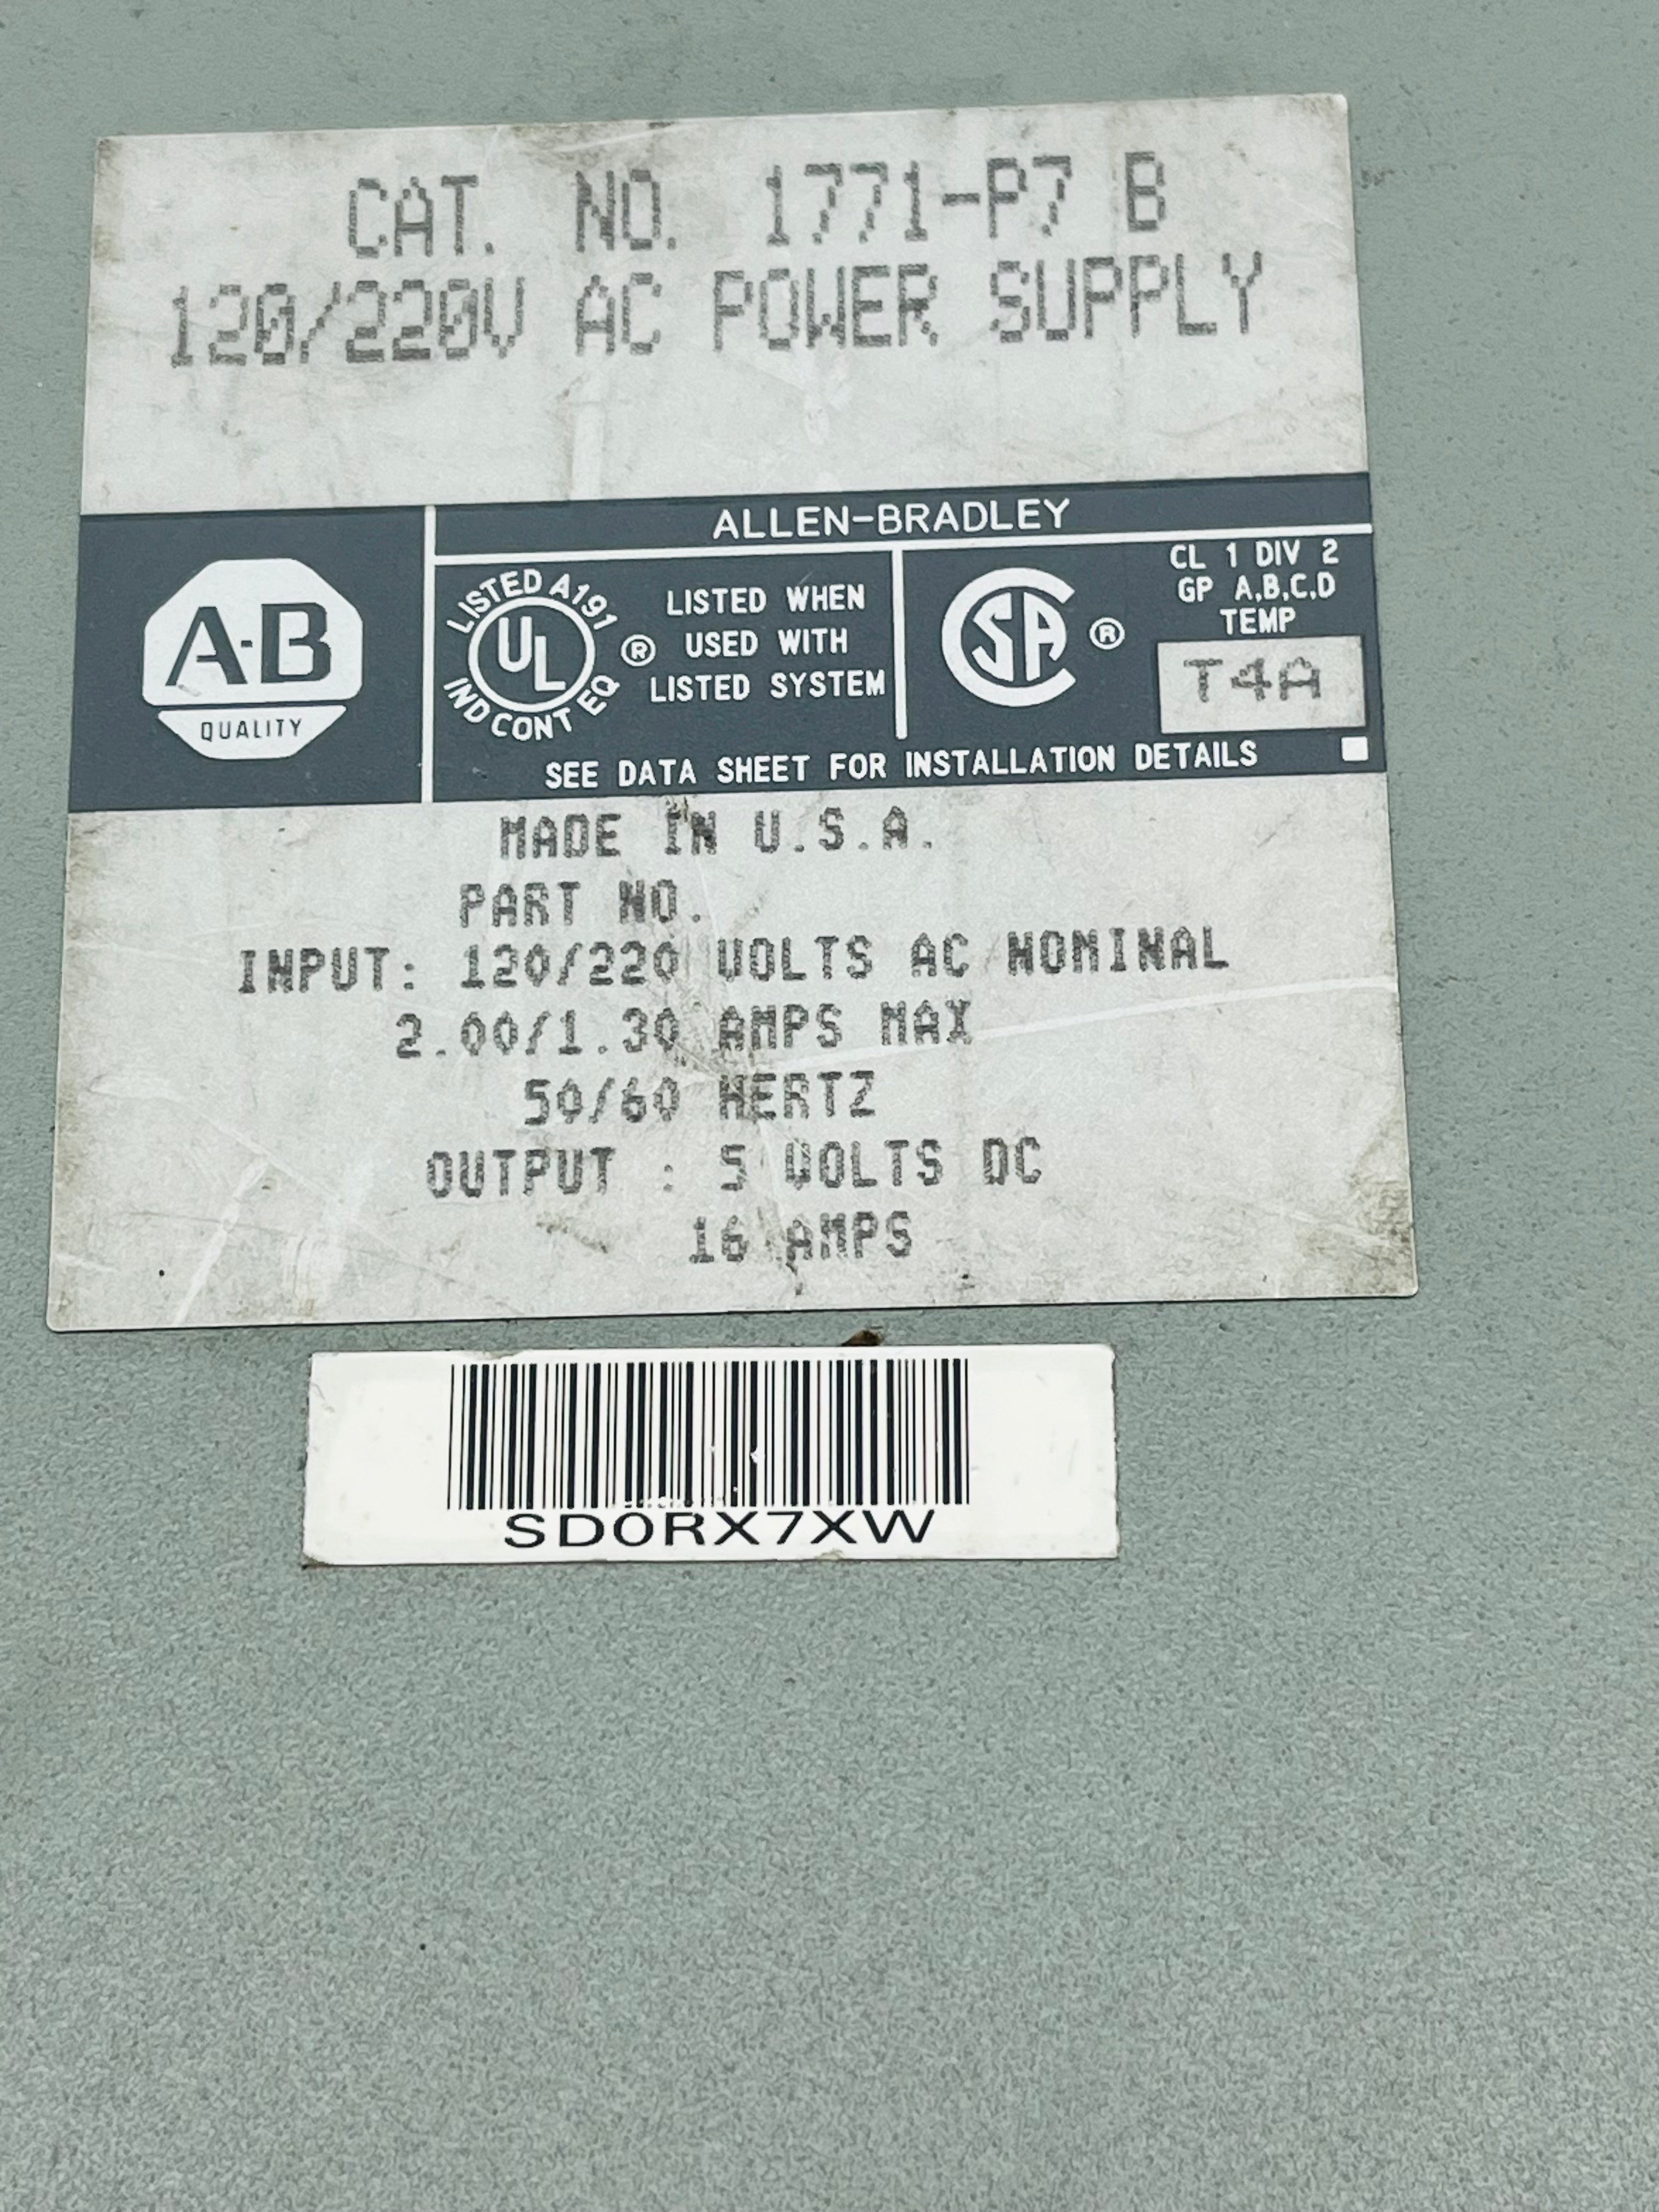 CAT. NO. 1771-P7 B
120/220V AC POWER SUPPLY
ALLEN-BRADLEY
A-B
QUALITY
LISTED A191
UL
®
IND CONT EQ
LISTED WHEN
USED WITH
LISTED SYSTEM
SA
®
CL 1 DIV 2
GP A,B,C,D
TEMP
T4A
SEE DATA SHEET FOR INSTALLATION DETAILS
MADE IN U.S.A.
PART NO.
INPUT: 120/220 VOLTS AC NOMINAL
2.00/1.30 AMPS MAX
50/60 HERTZ
OUTPUT : 5 VOLTS DC
16 AMPS
SD0RX7XW